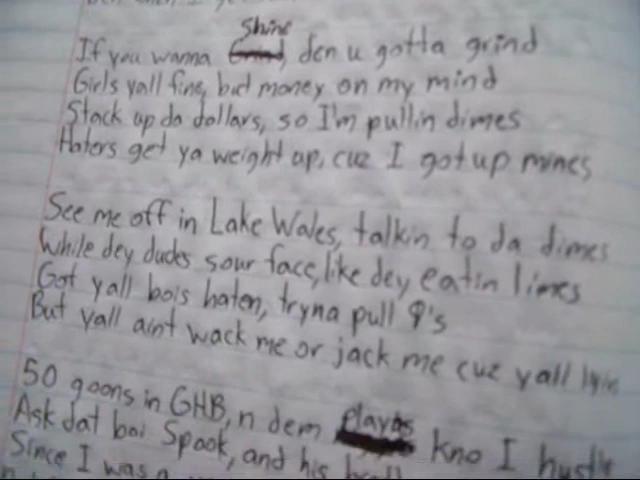 If you wanna Shine, den u gotta grind
Girls yall fine, but money on my mind
Stack up da dollars, so I'm pullin dimes
Haters get ya weight up, cuz I got up mines
See me off in Lake Wales, talkin to da dimes
While dey dudes sour face, like dey eatin limes
Got yall bois haten, tryna pull 9's
But yall aint wack me or jack me cuz yall lyin
50 goons in GHB, n dem playas kno I hustle
Ask dat boi Spook, and his
Since I was a